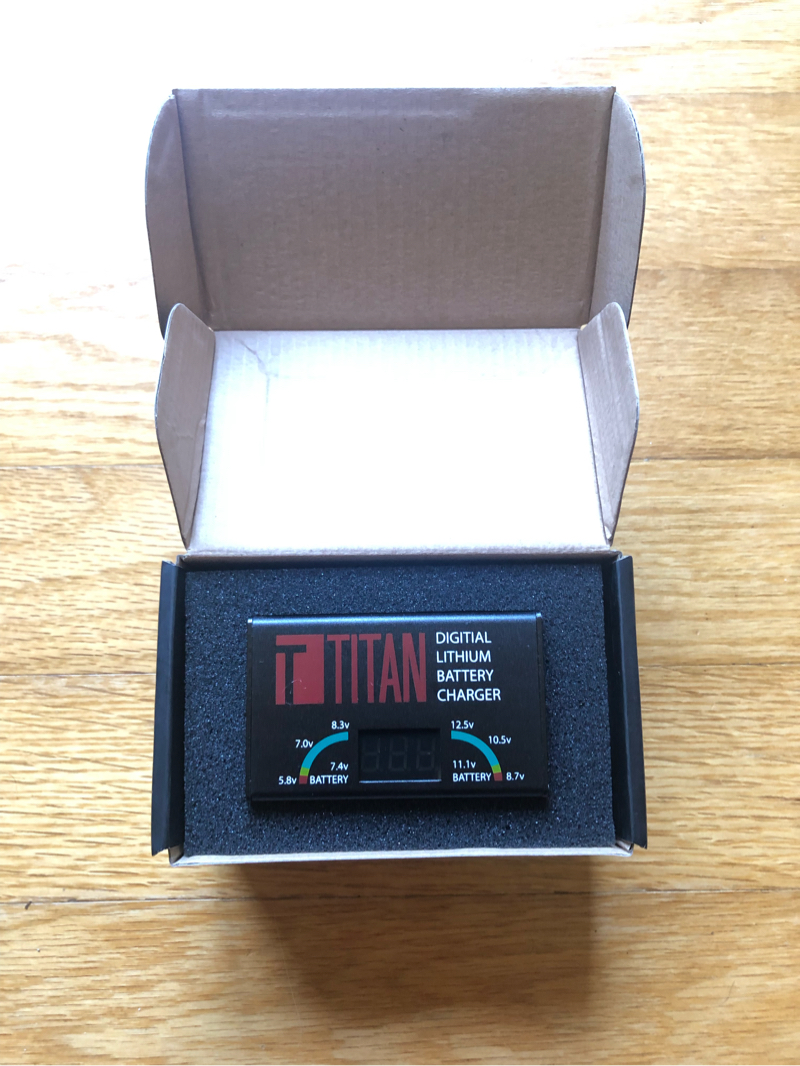 T TITAN
DIGITIAL
LITHIUM
BATTERY
CHARGER
8.3v
7.0v
7.4v
5.8v BATTERY
12.5v
10.5v
11.1v
BATTERY 8.7v